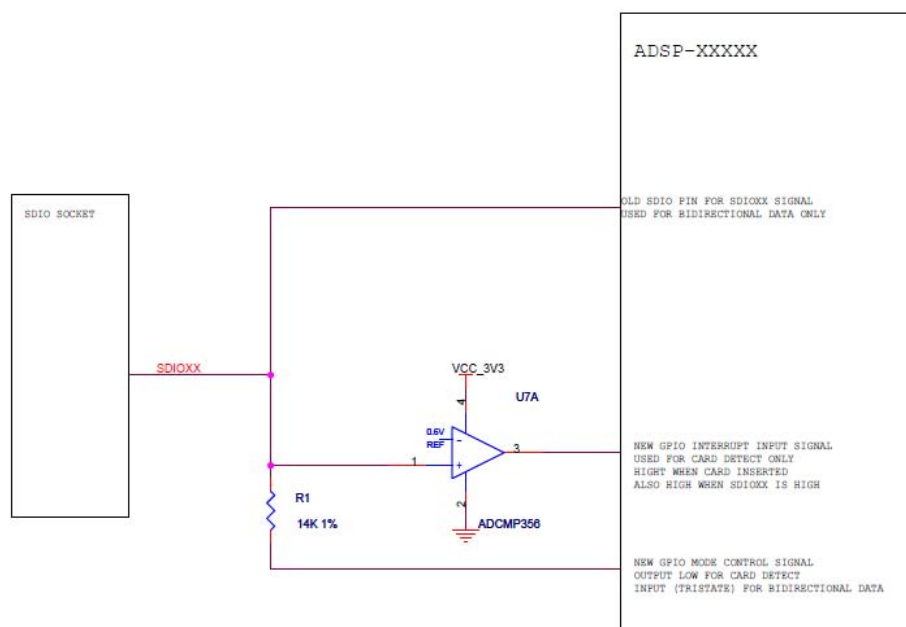 ADSP-XXXXX
OLD SDIO PIN FOR SDIOXX SIGNAL
USED FOR BIDIRECTIONAL DATA ONLY
SDIO SOCKET
SDIOXX
VCC_3V3
U7A
4
0.6V
REF
-
3
1
+
2
ADCMP356
R1
14K 1%
NEW GPIO INTERRUPT INPUT SIGNAL
USED FOR CARD DETECT ONLY
HIGHT WHEN CARD INSERTED
ALSO HIGH WHEN SDIOXX IS HIGH
NEW GPIO MODE CONTROL SIGNAL
OUTPUT LOW FOR CARD DETECT
INPUT (TRISTATE) FOR BIDIRECTIONAL DATA